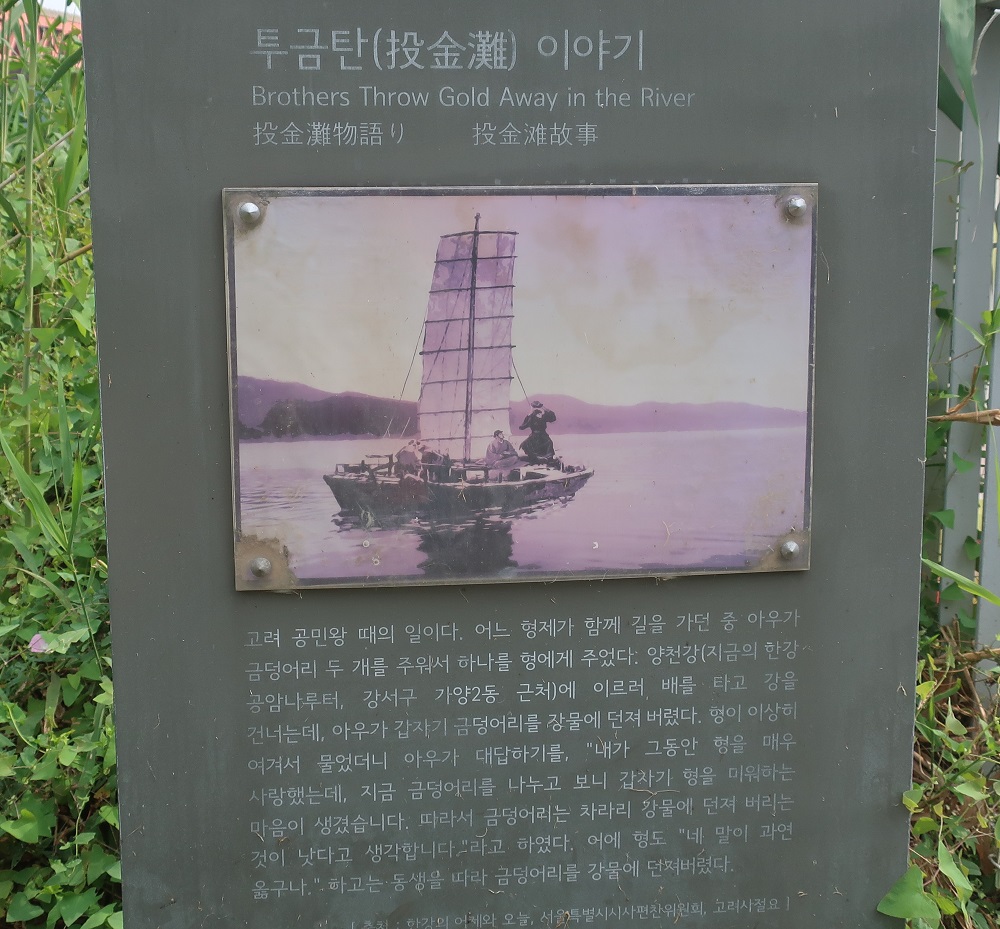 투금탄(投金灘) 이야기
Brothers Throw Gold Away in the River
投金灘物語り 投金滩故事
고려 공민왕 때의 일이다. 어느 형제가 함께 길을 가던 중 아우가
금덩어리 두 개를 주워서 하나를 형에게 주었다. 양천강(지금의 한강
공암나루터, 강서구 가양2동 근처)에 이르러 배를 타고 강을
건너는데, 아우가 갑자기 금덩어리를 강물에 던져 버렸다. 형이 이상히
여겨서 물었더니 아우가 대답하기를, "내가 그동안 형을 매우
사랑했는데, 지금 금덩어리를 나누고 보니 갑자기 형을 미워하는
마음이 생겼습니다. 따라서 금덩어리는 차라리 강물에 던져 버리는
것이 낫다고 생각합니다."라고 하였다. 어에 형도 "네 말이 과연
옳구나." 하고는 동생을 따라 금덩어리를 강물에 던져버렸다.
[ 출처 : 한강의 어제와 오늘, 서울특별시시사편찬위원회, 고려사절요 ]